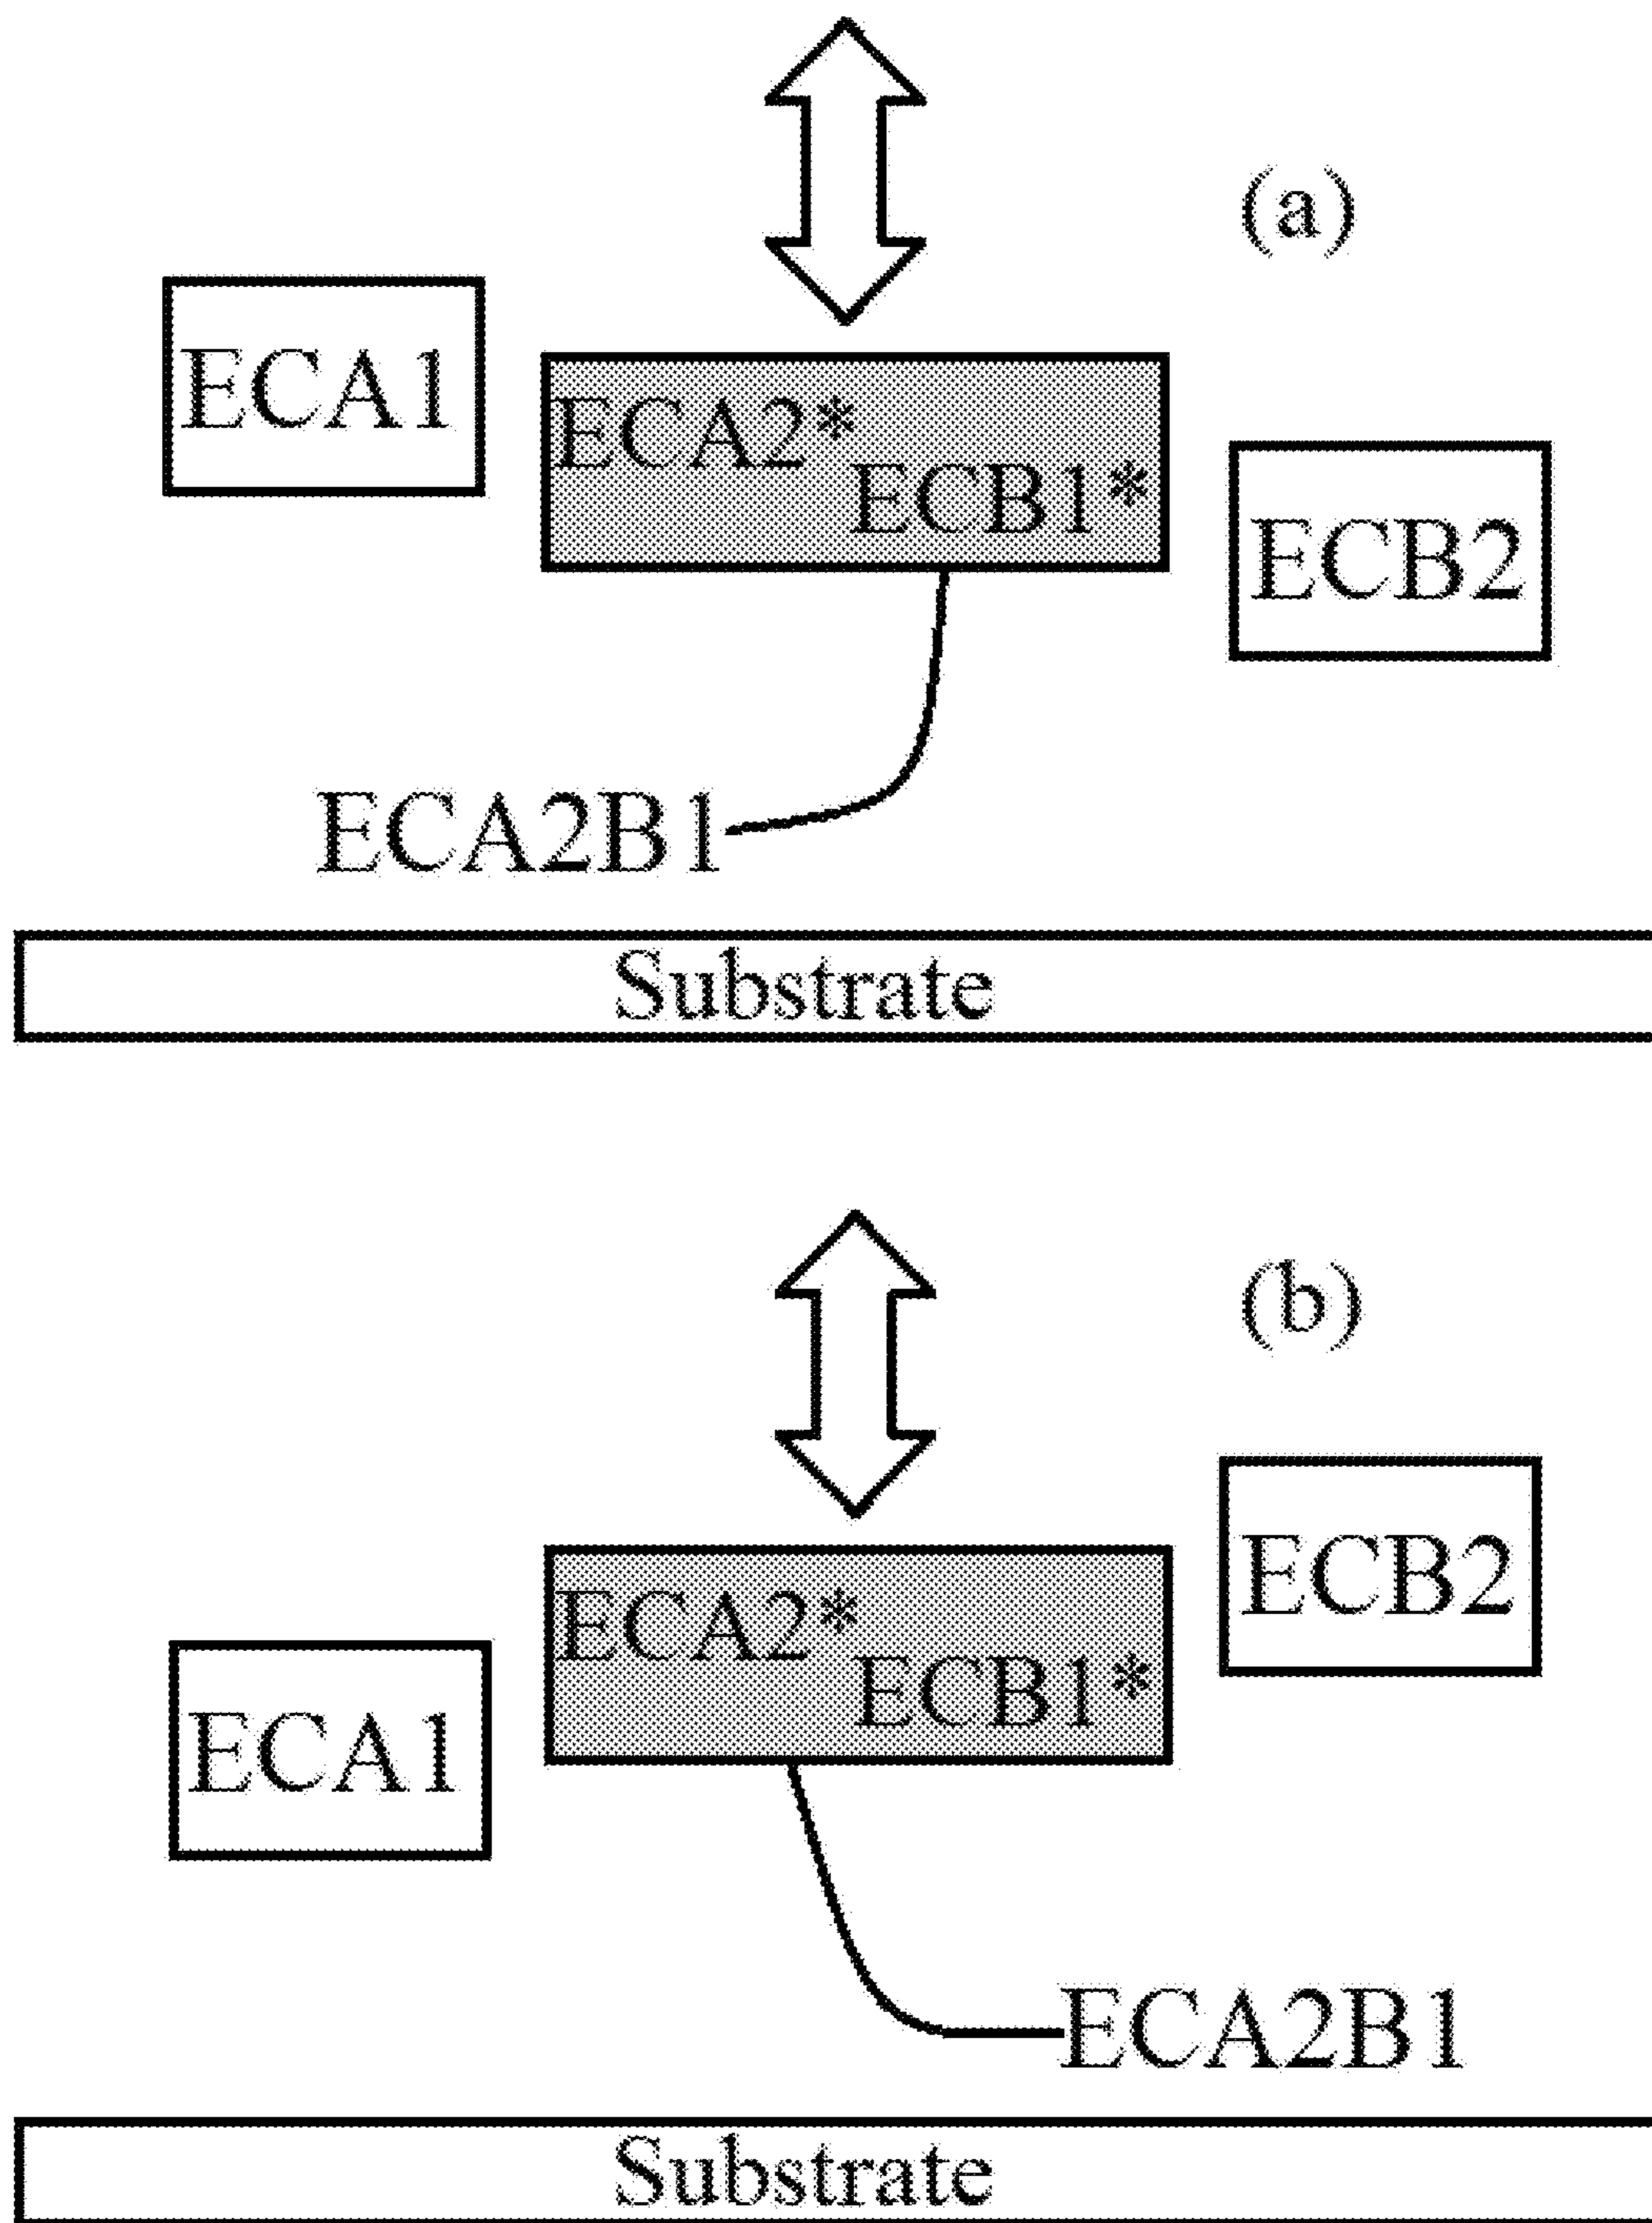 (a)
ECA1
ECA2*
ECB1*
ECB2
ECA2B1
Substrate
(b)
ECB2
ECA2*
ECB1*
ECA1
ECA2B1
Substrate